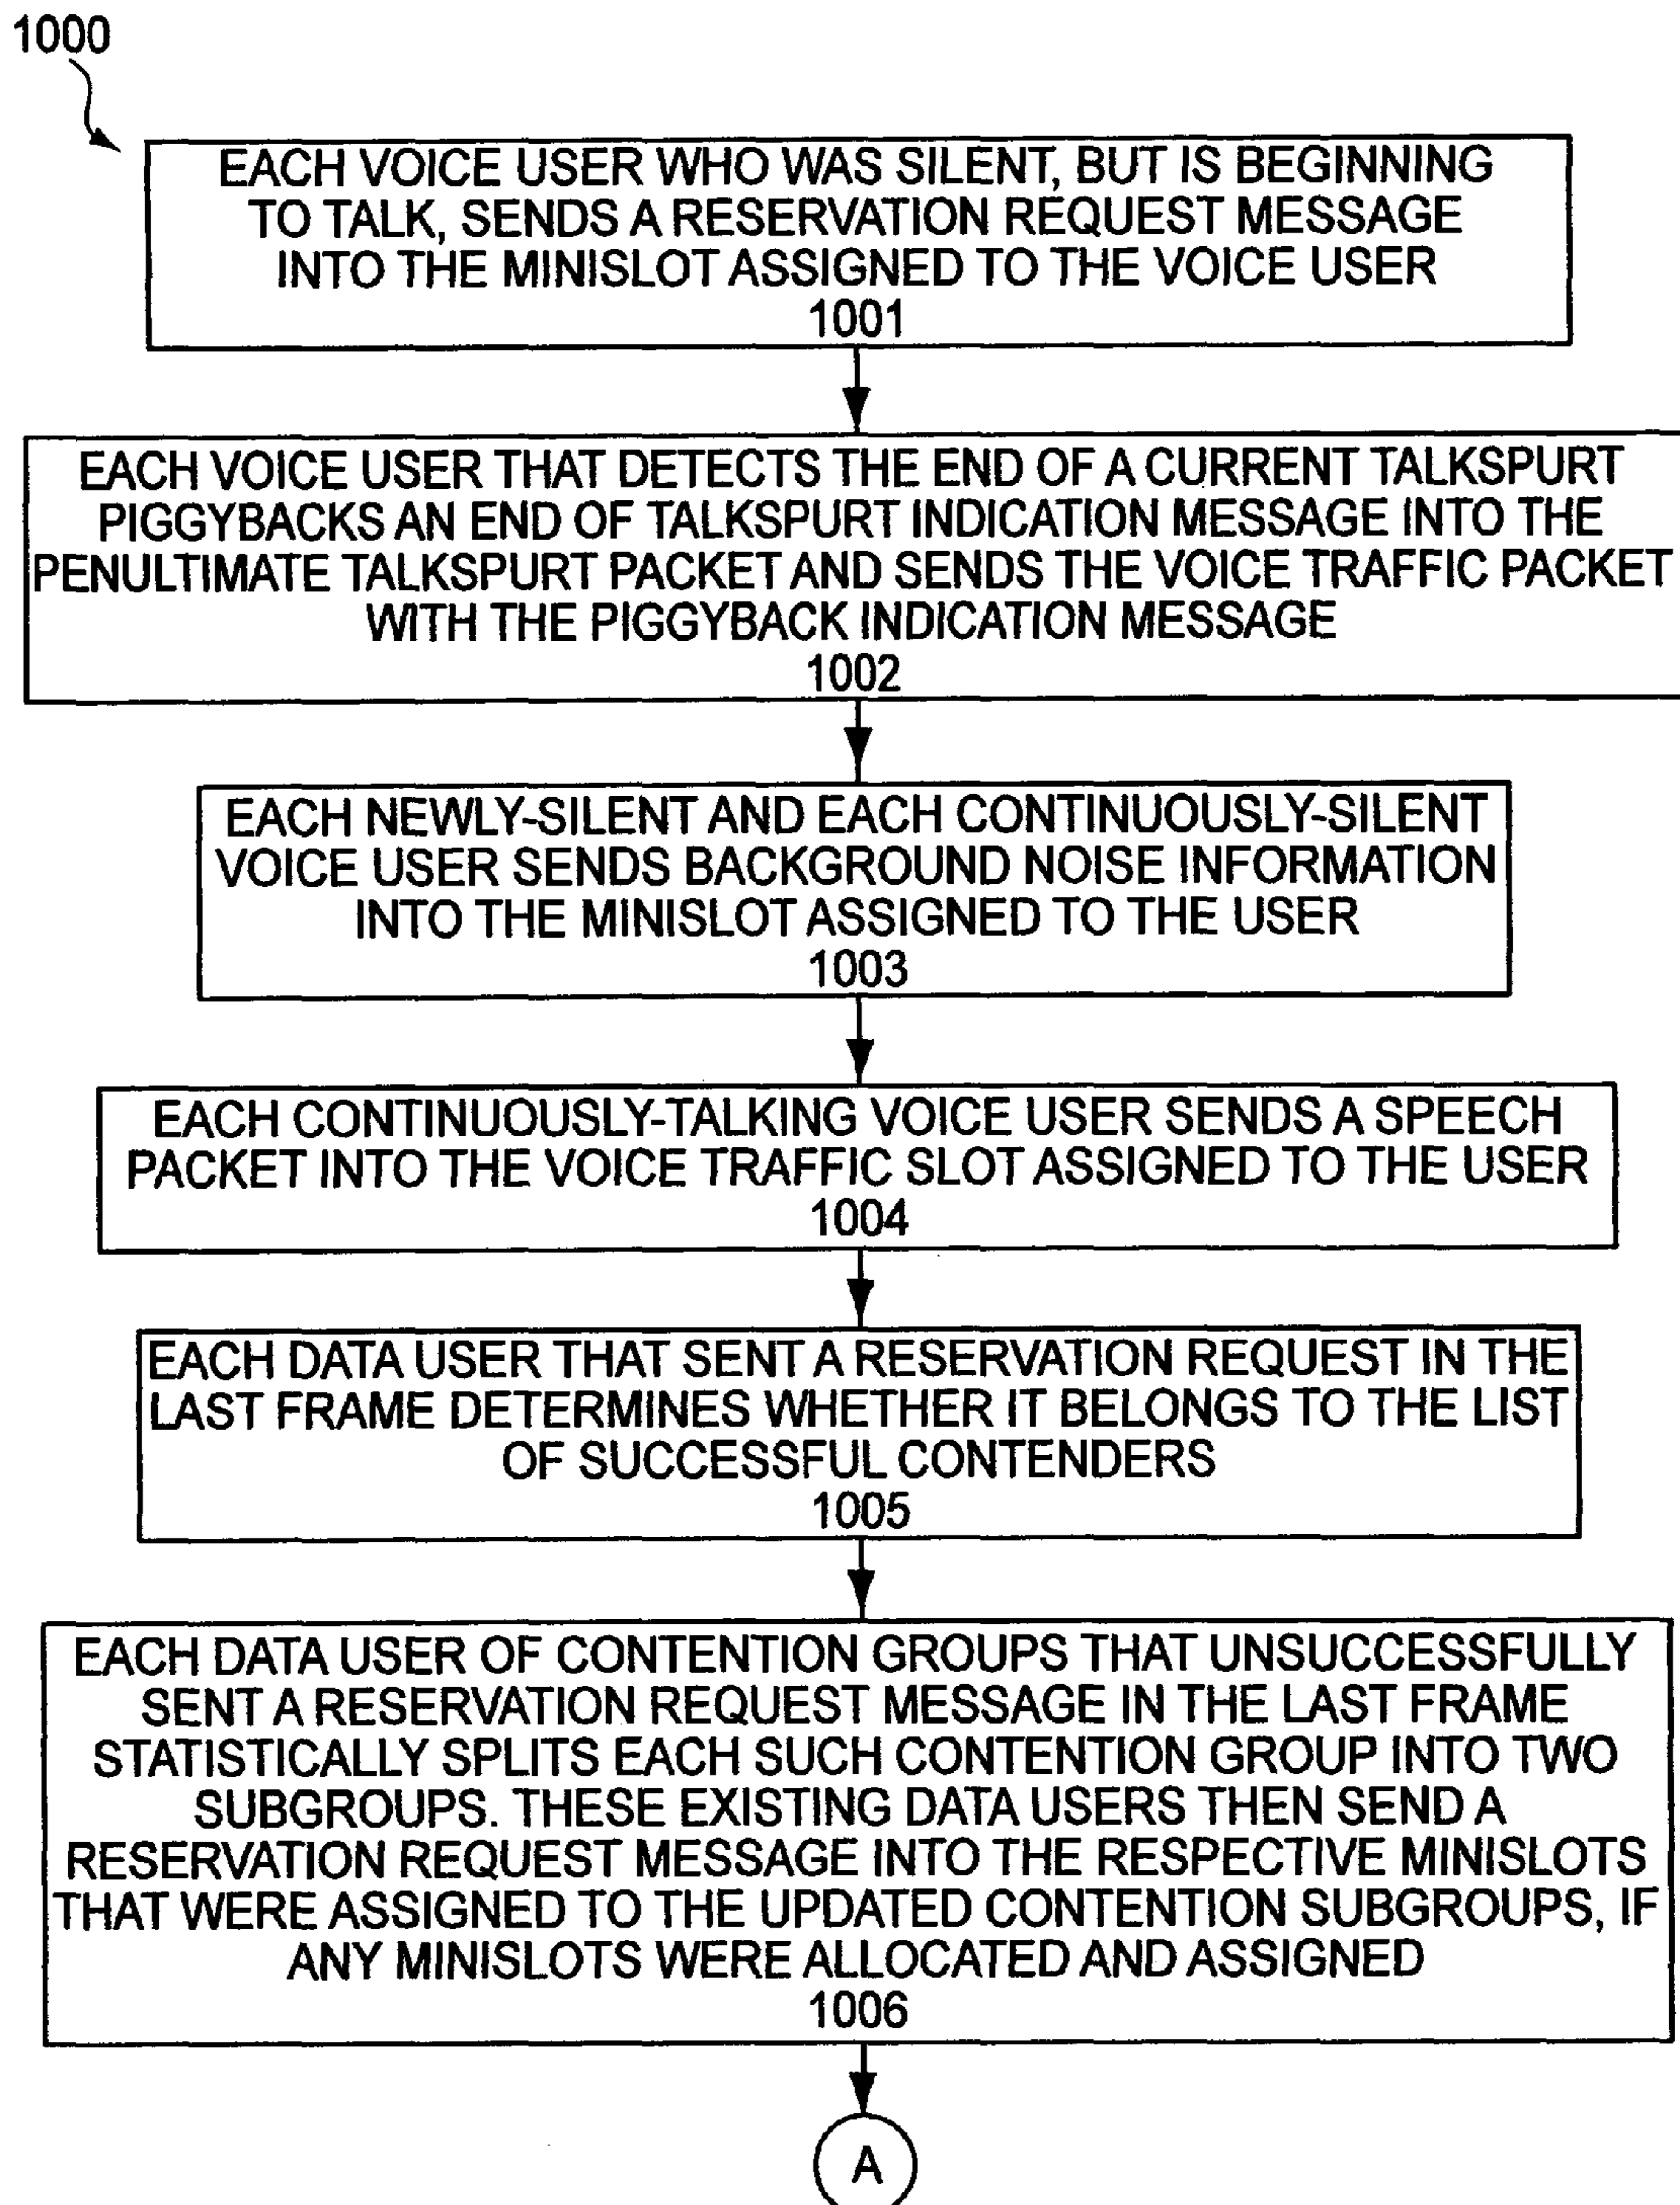 1000
EACH VOICE USER WHO WAS SILENT, BUT IS BEGINNING
TO TALK, SENDS A RESERVATION REQUEST MESSAGE
INTO THE MINISLOT ASSIGNED TO THE VOICE USER
1001
EACH VOICE USER THAT DETECTS THE END OF A CURRENT TALKSPURT
PIGGYBACKS AN END OF TALKSPURT INDICATION MESSAGE INTO THE
PENULTIMATE TALKSPURT PACKET AND SENDS THE VOICE TRAFFIC PACKET
WITH THE PIGGYBACK INDICATION MESSAGE
1002
EACH NEWLY-SILENT AND EACH CONTINUOUSLY-SILENT
VOICE USER SENDS BACKGROUND NOISE INFORMATION
INTO THE MINISLOT ASSIGNED TO THE USER
1003
EACH CONTINUOUSLY-TALKING VOICE USER SENDS A SPEECH
PACKET INTO THE VOICE TRAFFIC SLOT ASSIGNED TO THE USER
1004
EACH DATA USER THAT SENT A RESERVATION REQUEST IN THE
LAST FRAME DETERMINES WHETHER IT BELONGS TO THE LIST
OF SUCCESSFUL CONTENDERS
1005
EACH DATA USER OF CONTENTION GROUPS THAT UNSUCCESSFULLY
SENT A RESERVATION REQUEST MESSAGE IN THE LAST FRAME
STATISTICALLY SPLITS EACH SUCH CONTENTION GROUP INTO TWO
SUBGROUPS. THESE EXISTING DATA USERS THEN SEND A
RESERVATION REQUEST MESSAGE INTO THE RESPECTIVE MINISLOTS
THAT WERE ASSIGNED TO THE UPDATED CONTENTION SUBGROUPS, IF
ANY MINISLOTS WERE ALLOCATED AND ASSIGNED
1006
A